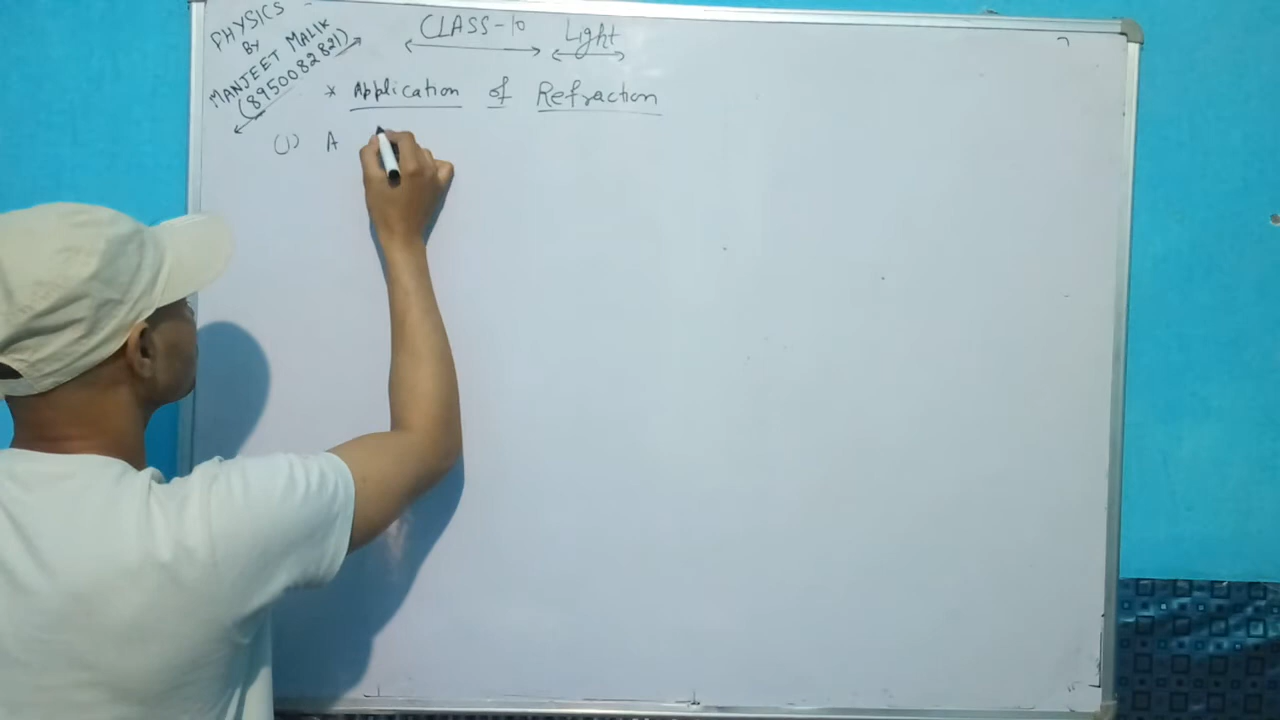 PHYSICS
By
MANJEET MALIK
(8950082821)
CLASS-10 Light
* Application of Refraction
(1) A